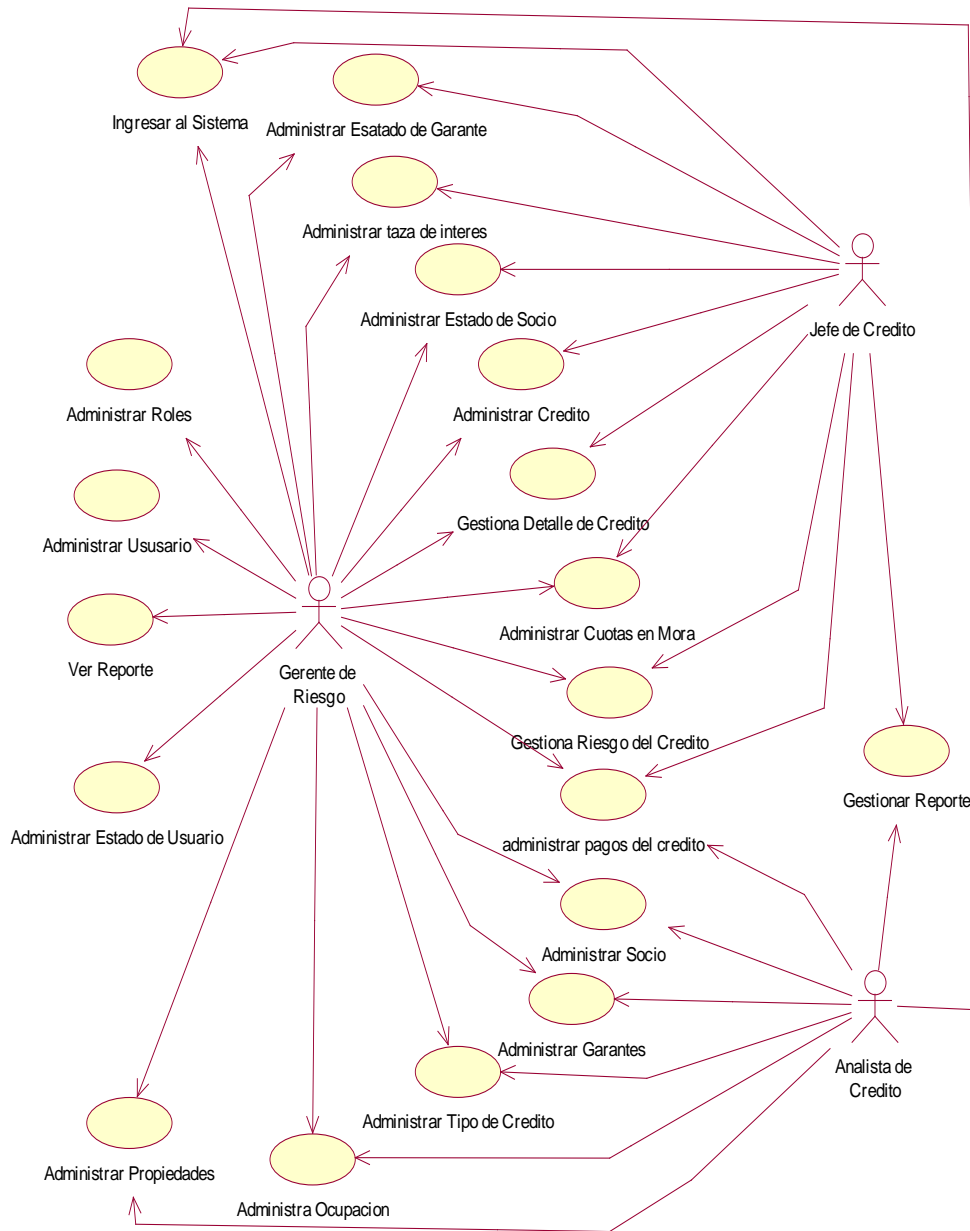 Ingresar al Sistema
Administrar Esatado de Garante
Administrar taza de interes
Administrar Estado de Socio
Jefe de Credito
Administrar Roles
Administrar Credito
Gestiona Detalle de Credito
Administrar Ususario
Administrar Cuotas en Mora
Ver Reporte
Gerente de
Riesgo
Gestiona Riesgo del Credito
Gestionar Reporte
Administrar Estado de Usuario
administrar pagos del credito
Administrar Socio
Administrar Garantes
Analista de
Credito
Administrar Tipo de Credito
Administrar Propiedades
Administra Ocupacion